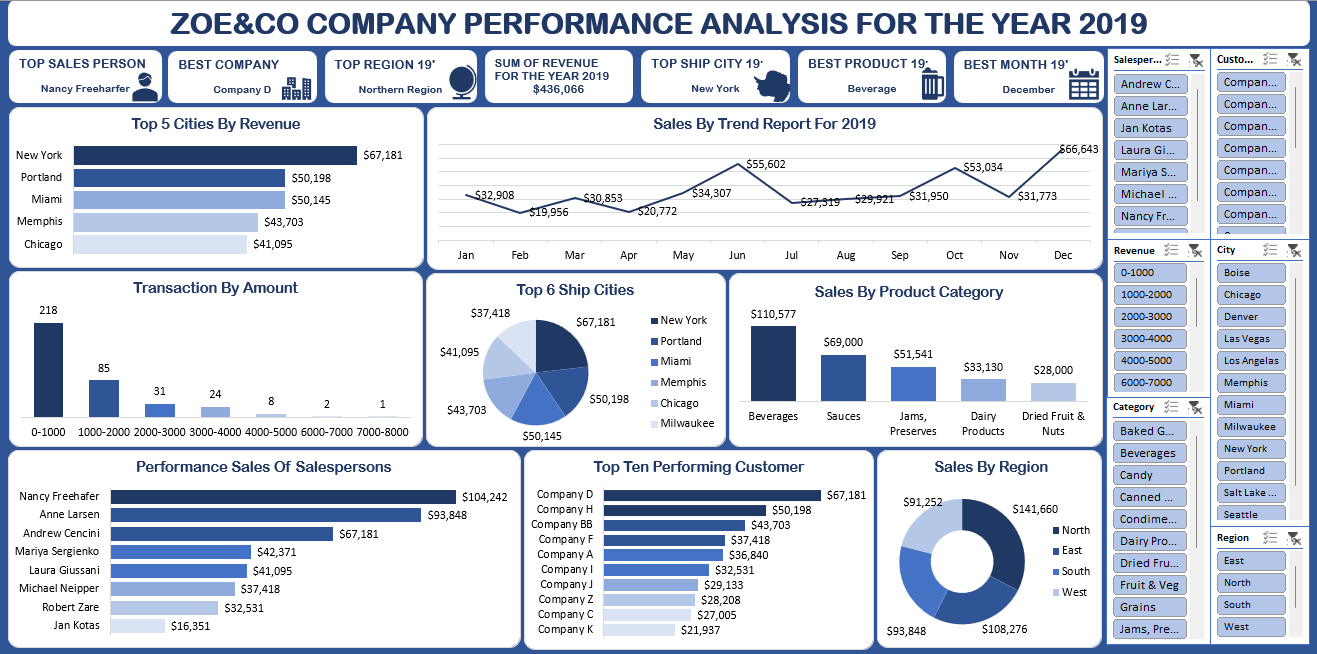 ZOE&CO COMPANY PERFORMANCE ANALYSIS FOR THE YEAR 2019
TOP SALES PERSON
Nancy Freeharfer
BEST COMPANY
Company D
TOP REGION 19'
Northern Region
SUM OF REVENUE
FOR THE YEAR 2019
$436,066
TOP SHIP CITY 19'
New York
BEST PRODUCT 19'
Beverage
BEST MONTH 19'
December
Top 5 Cities By Revenue
New York $67,181
Portland $50,198
Miami $50,145
Memphis $43,703
Chicago $41,095
Sales By Trend Report For 2019
$32,908
$19,956
$30,853
$20,772
$34,307
$55,602
$27,319
$29,921
$31,950
$53,034
$31,773
$66,643
Jan Feb Mar Apr May Jun Jul Aug Sep Oct Nov Dec
Transaction By Amount
218 85 31 24 8 2 1
0-1000 1000-2000 2000-3000 3000-4000 4000-5000 6000-7000 7000-8000
Top 6 Ship Cities
$37,418
$67,181
$41,095
$50,198
$43,703
$50,145
New York
Portland
Miami
Memphis
Chicago
Milwaukee
Sales By Product Category
$110,577
$69,000
$51,541
$33,130
$28,000
Beverages
Sauces
Jams,
Preserves
Dairy
Products
Dried Fruit &
Nuts
Performance Sales Of Salespersons
Nancy Freehafer $104,242
Anne Larsen $93,848
Andrew Cencini $67,181
Mariya Sergienko $42,371
Laura Giussani $41,095
Michael Neipper $37,418
Robert Zare $32,531
Jan Kotas $16,351
Top Ten Performing Customer
Company D $67,181
Company H $50,198
Company BB $43,703
Company F $37,418
Company A $36,840
Company I $32,531
Company J $29,133
Company Z $28,208
Company C $27,005
Company K $21,937
Sales By Region
$91,252
$141,660
$93,848
$108,276
North
East
South
West
Salesper...
Andrew C...
Anne Lar...
Jan Kotas
Laura Gi...
Mariya S...
Michael ...
Nancy Fr...
Custo...
Compan...
Compan...
Compan...
Compan...
Compan...
Compan...
Compan...
Revenue
0-1000
1000-2000
2000-3000
3000-4000
4000-5000
6000-7000
City
Boise
Chicago
Denver
Las Vegas
Los Angelas
Memphis
Miami
Milwaukee
New York
Portland
Salt Lake ...
Seattle
Category
Baked G...
Beverages
Candy
Canned ...
Condime...
Dairy Pro...
Dried Fru...
Fruit & Veg
Grains
Jams, Pre...
Region
East
North
South
West